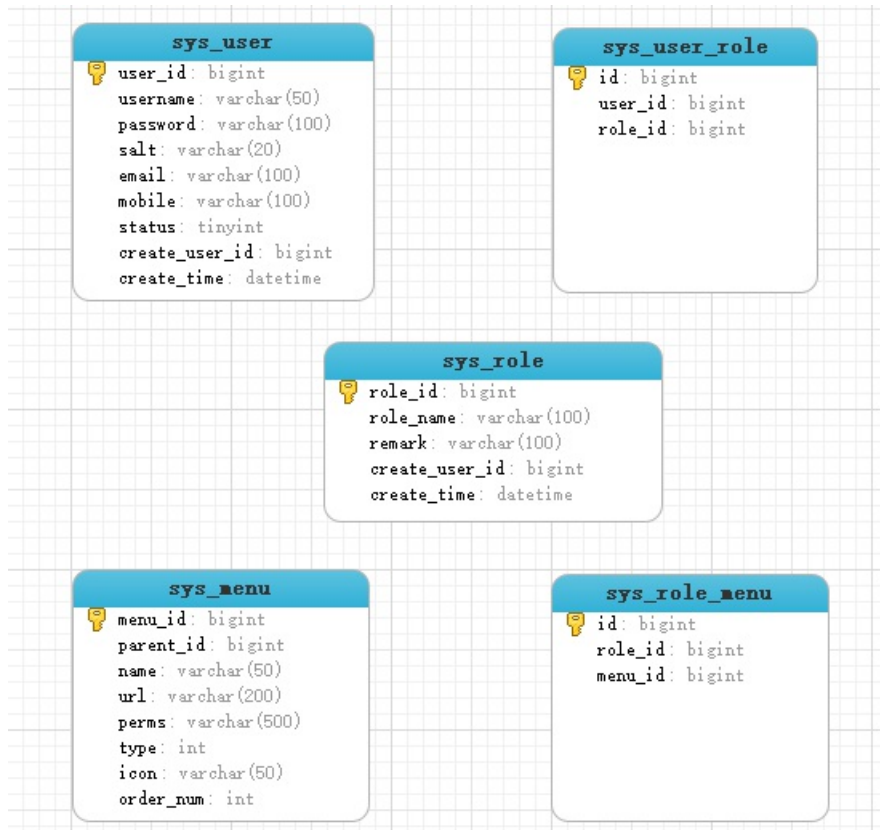 sys_user
user_id: bigint
username: varchar(50)
password: varchar(100)
salt: varchar(20)
email: varchar(100)
mobile: varchar(100)
status: tinyint
create_user_id: bigint
create_time: datetime
sys_user_role
id: bigint
user_id: bigint
role_id: bigint
sys_role
role_id: bigint
role_name: varchar(100)
remark: varchar(100)
create_user_id: bigint
create_time: datetime
sys_menu
menu_id: bigint
parent_id: bigint
name: varchar(50)
url: varchar(200)
perms: varchar(500)
type: int
icon: varchar(50)
order_num: int
sys_role_menu
id: bigint
role_id: bigint
menu_id: bigint